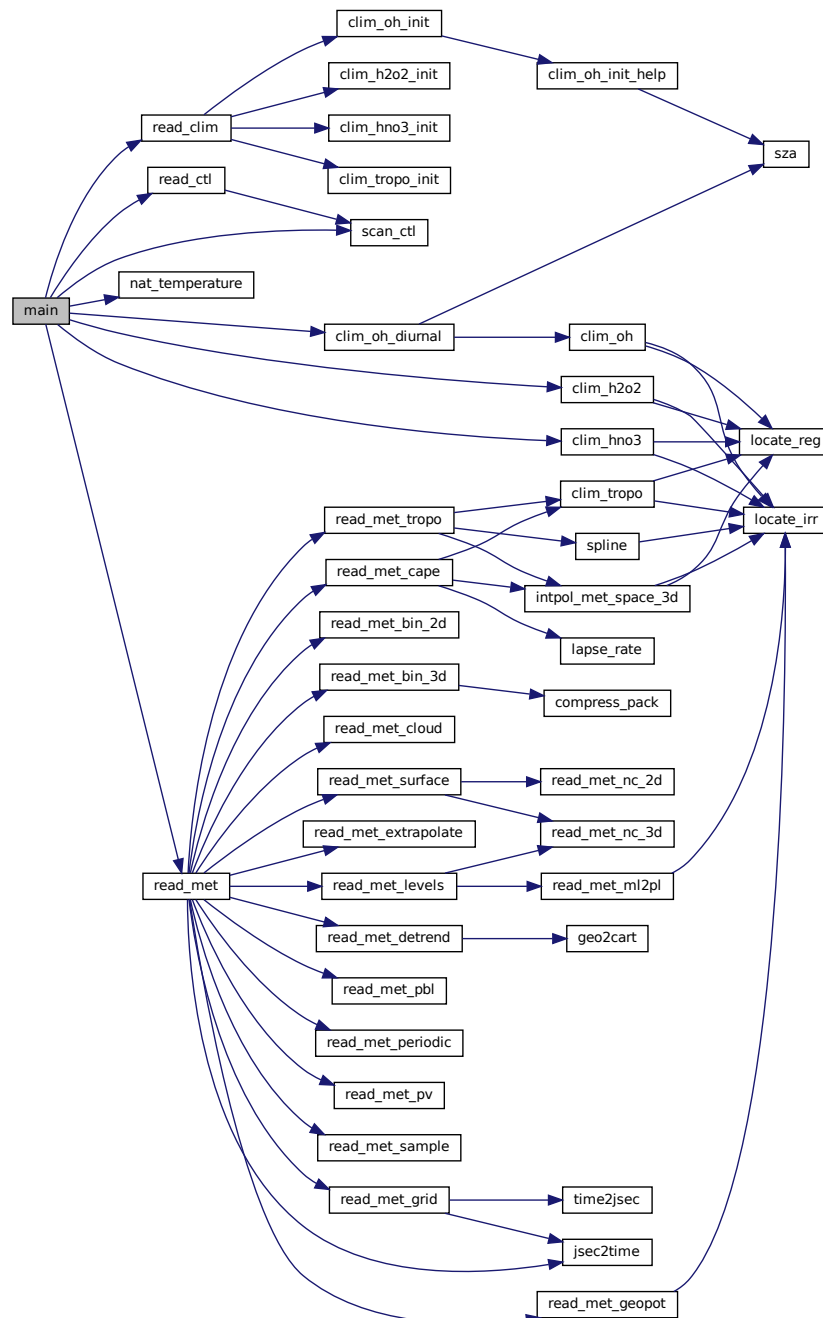 clim_oh_init
clim_oh_init_help
clim_h2o2_init
read_clim
clim_hno3_init
sza
clim_tropo_init
read_ctl
scan_ctl
nat_temperature
main
clim_oh_diurnal
clim_oh
clim_h2o2
clim_hno3
locate_reg
clim_tropo
read_met_tropo
locate_irr
spline
read_met_cape
intpol_met_space_3d
read_met_bin_2d
lapse_rate
read_met_bin_3d
compress_pack
read_met_cloud
read_met_surface
read_met_nc_2d
read_met_extrapolate
read_met_nc_3d
read_met
read_met_levels
read_met_ml2pl
read_met_detrend
geo2cart
read_met_pbl
read_met_periodic
read_met_pv
read_met_sample
read_met_grid
time2jsec
jsec2time
read_met_geopot